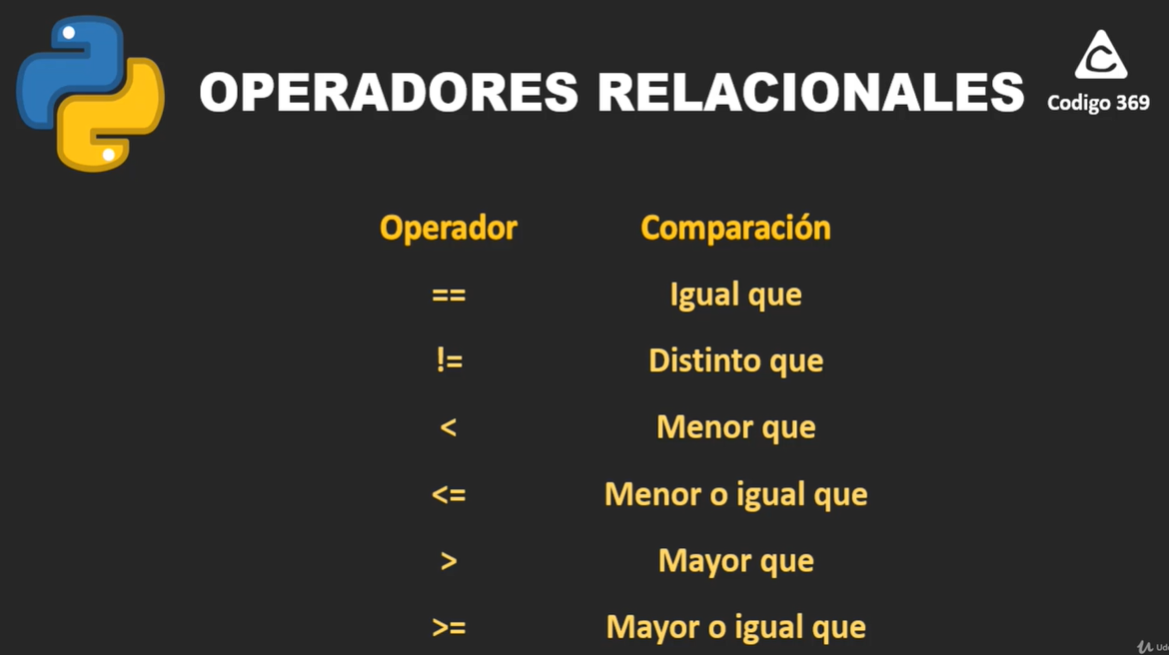 OPERADORES RELACIONALES
Codigo 369
Operador Comparación
== Igual que
!= Distinto que
< Menor que
<= Menor o igual que
> Mayor que
>= Mayor o igual que